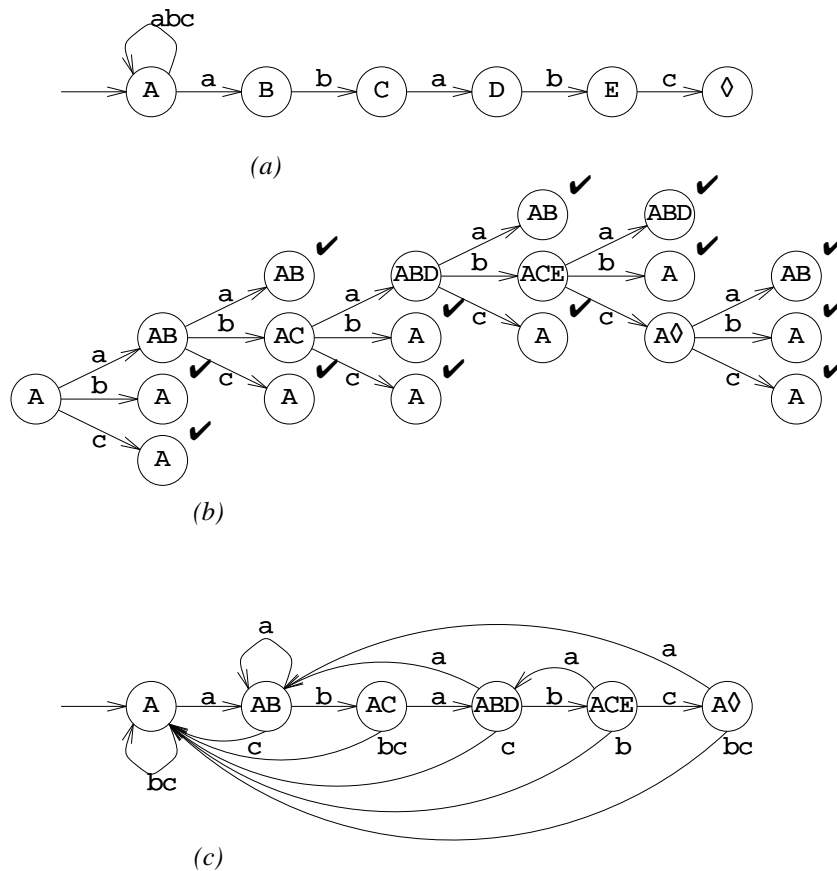 abc
A a B b C a D b E c ◊
(a)
AB ✔ ABD ✔
a a
AB ✔ ABD b ACE b A ✔ AB ✔
a a c c a
AB b AC b A ✔ A ✔ A◊ b A ✔
a c c c
A b A ✔ A ✔ A ✔ A ✔
c
A ✔
(b)
a a
a a
A a AB b AC a ABD b ACE c A◊
c bc c b bc
bc
(c)